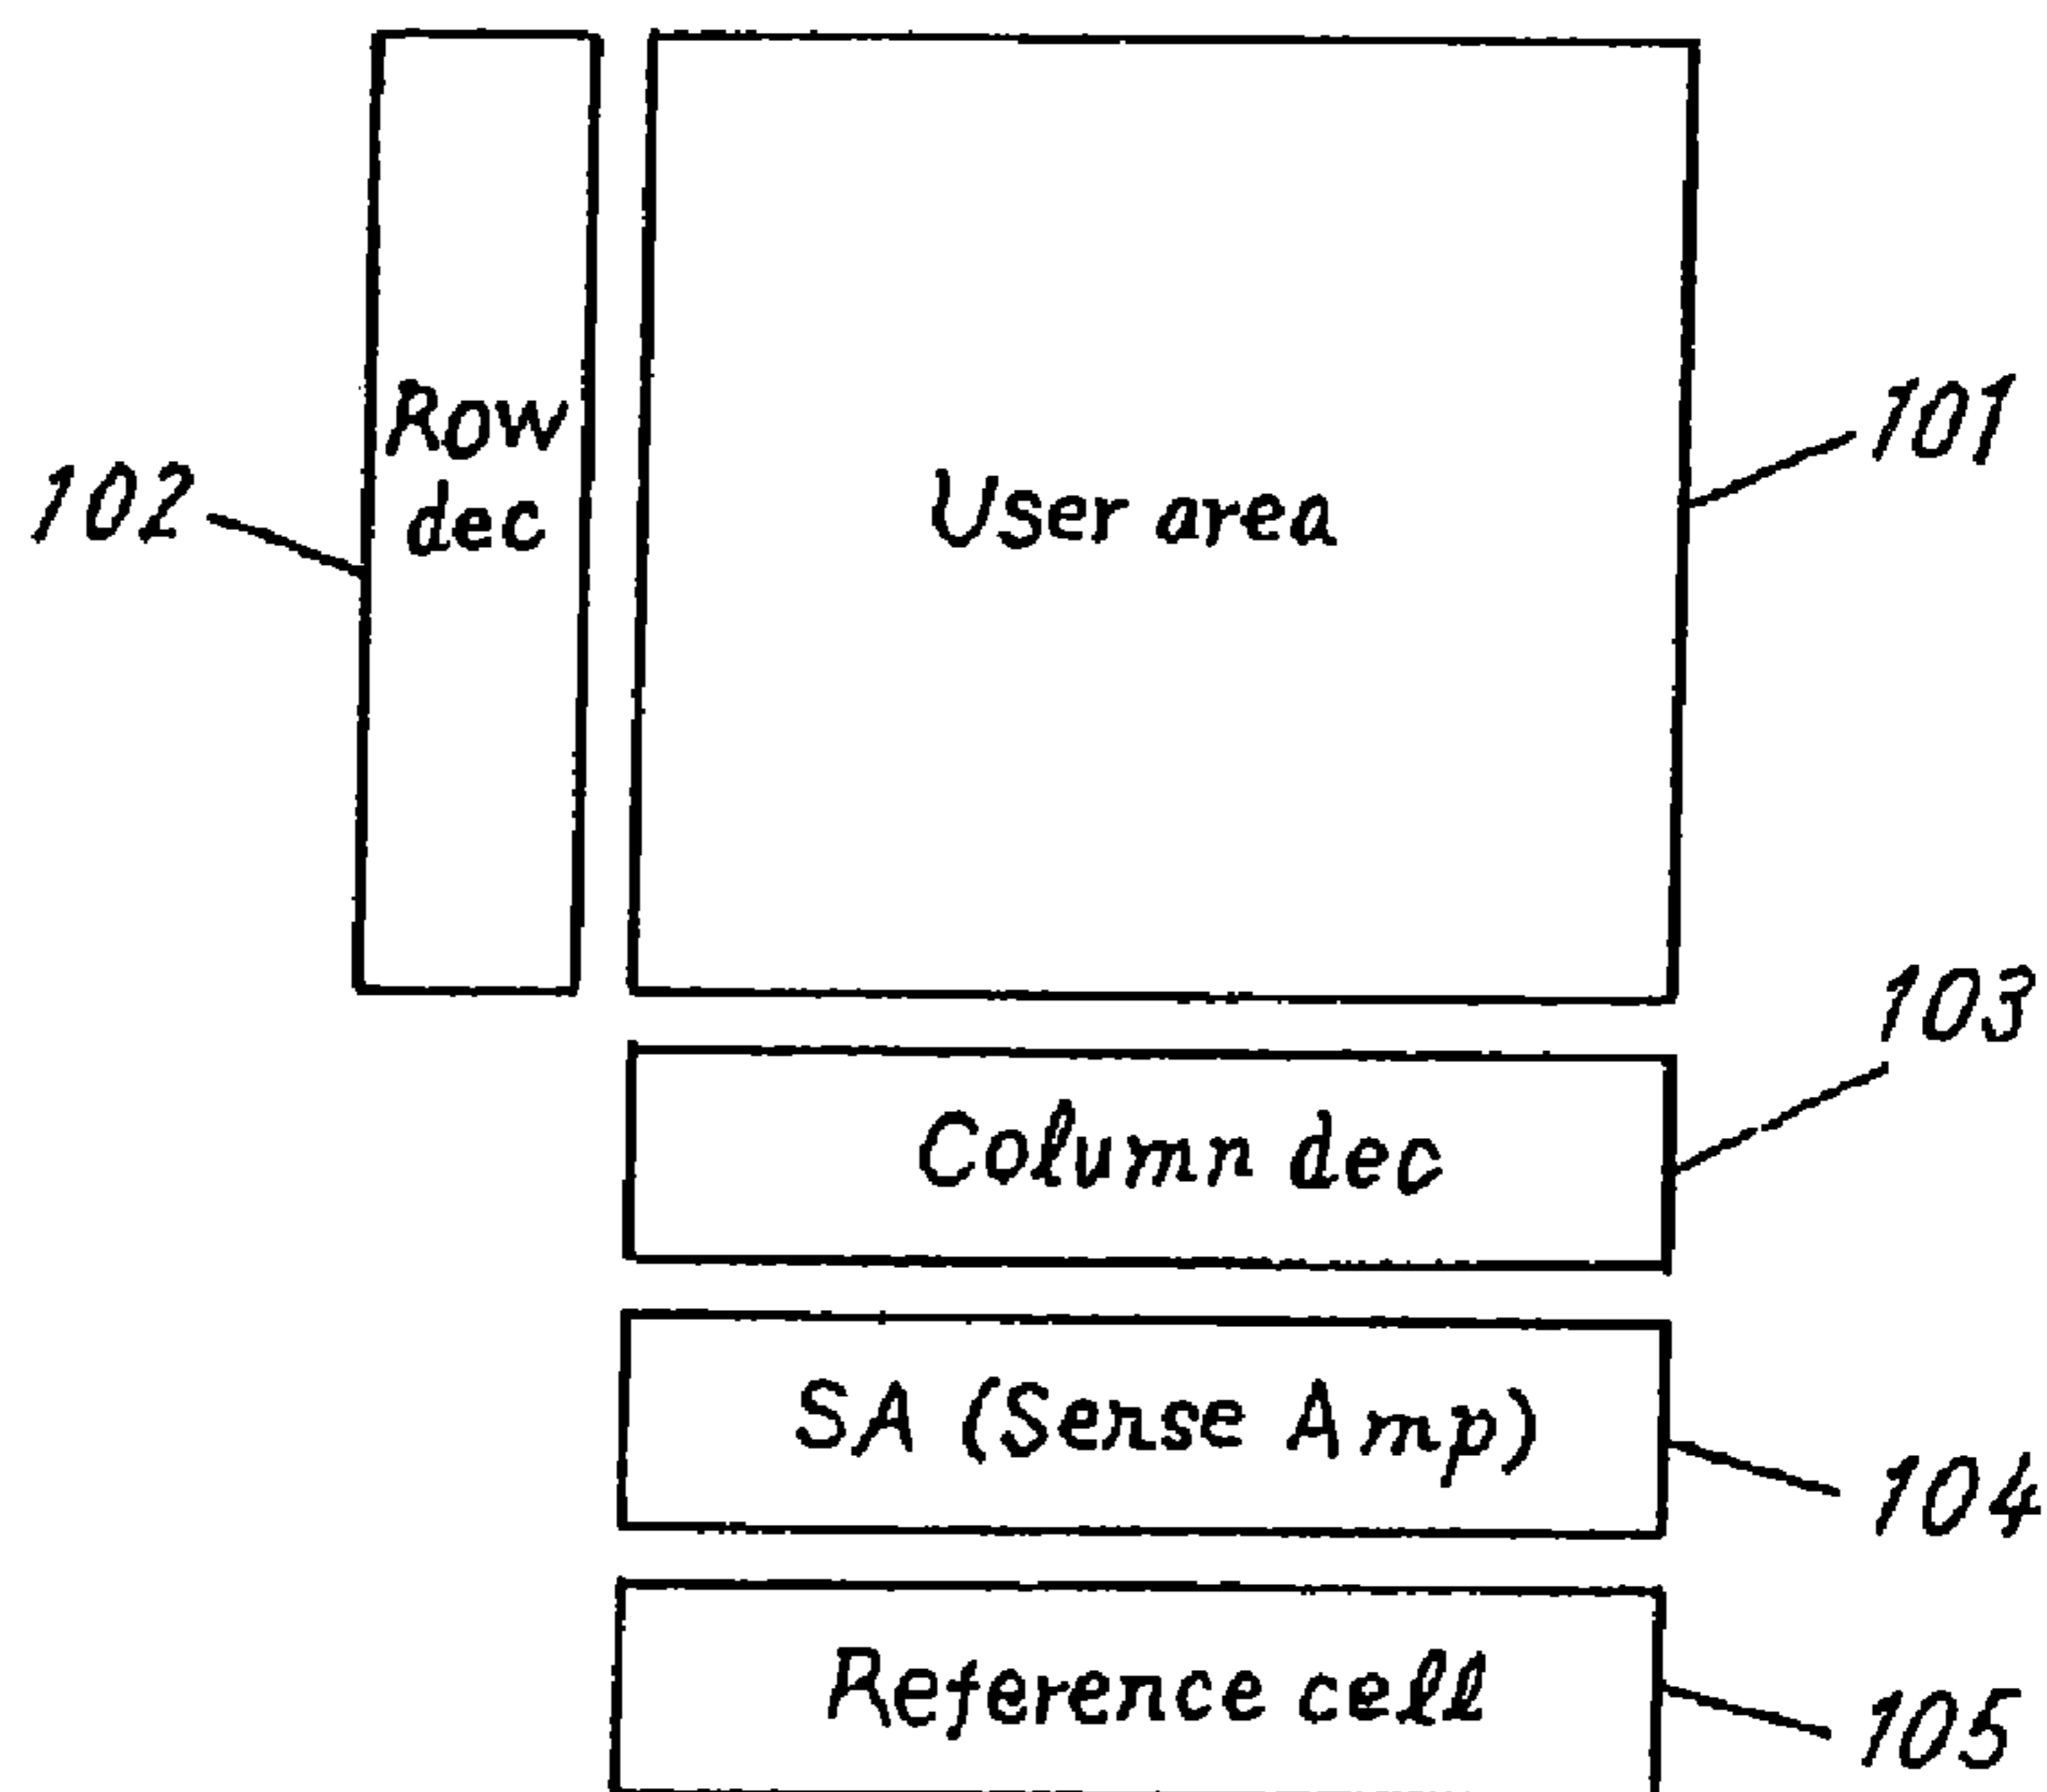 Row
dec
102
User area
101
103
Column dec
SA (Sense Amp)
104
Reference cell
105